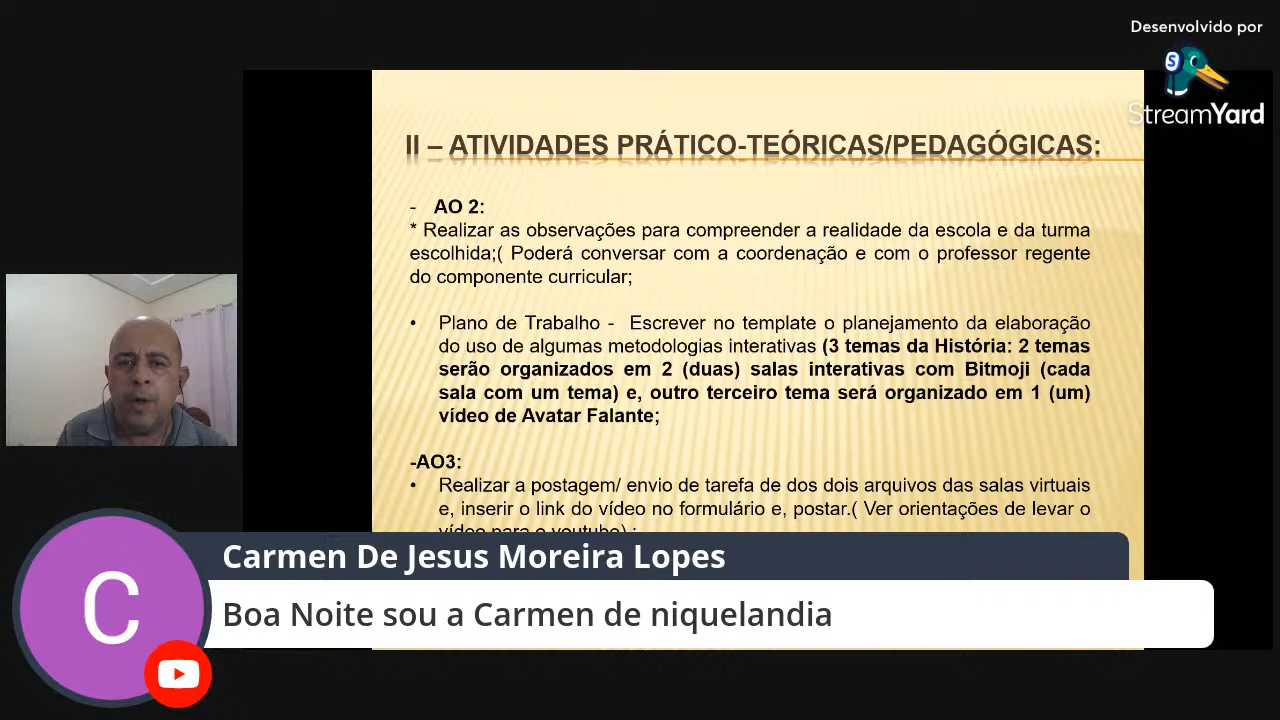 Desenvolvido por
S
StreamYard
II – ATIVIDADES PRÁTICO-TEÓRICAS/PEDAGÓGICAS:
- AO 2:
* Realizar as observações para compreender a realidade da escola e da turma
escolhida;( Poderá conversar com a coordenação e com o professor regente
do componente curricular;
• Plano de Trabalho - Escrever no template o planejamento da elaboração
do uso de algumas metodologias interativas (3 temas da História: 2 temas
serão organizados em 2 (duas) salas interativas com Bitmoji (cada
sala com um tema) e, outro terceiro tema será organizado em 1 (um)
vídeo de Avatar Falante;
-AO3:
• Realizar a postagem/ envio de tarefa de dos dois arquivos das salas virtuais
e, inserir o link do vídeo no formulário e, postar.( Ver orientações de levar o
vídeo para o youtube) ;
C
Carmen De Jesus Moreira Lopes
Boa Noite sou a Carmen de niquelandia